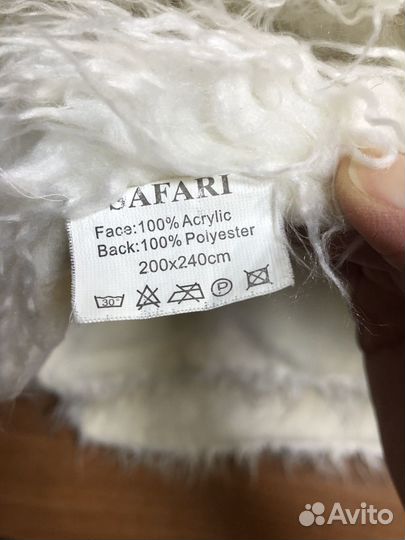 SAFARI
Face:100% Acrylic
Back:100% Polyester
200x240cm
30°
P
Avito